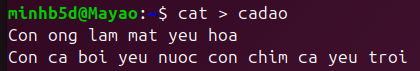 minhb5d@Mayao:~$ cat > cadao
Con ong lam mat yeu hoa
Con ca boi yeu nuoc con chim ca yeu troi